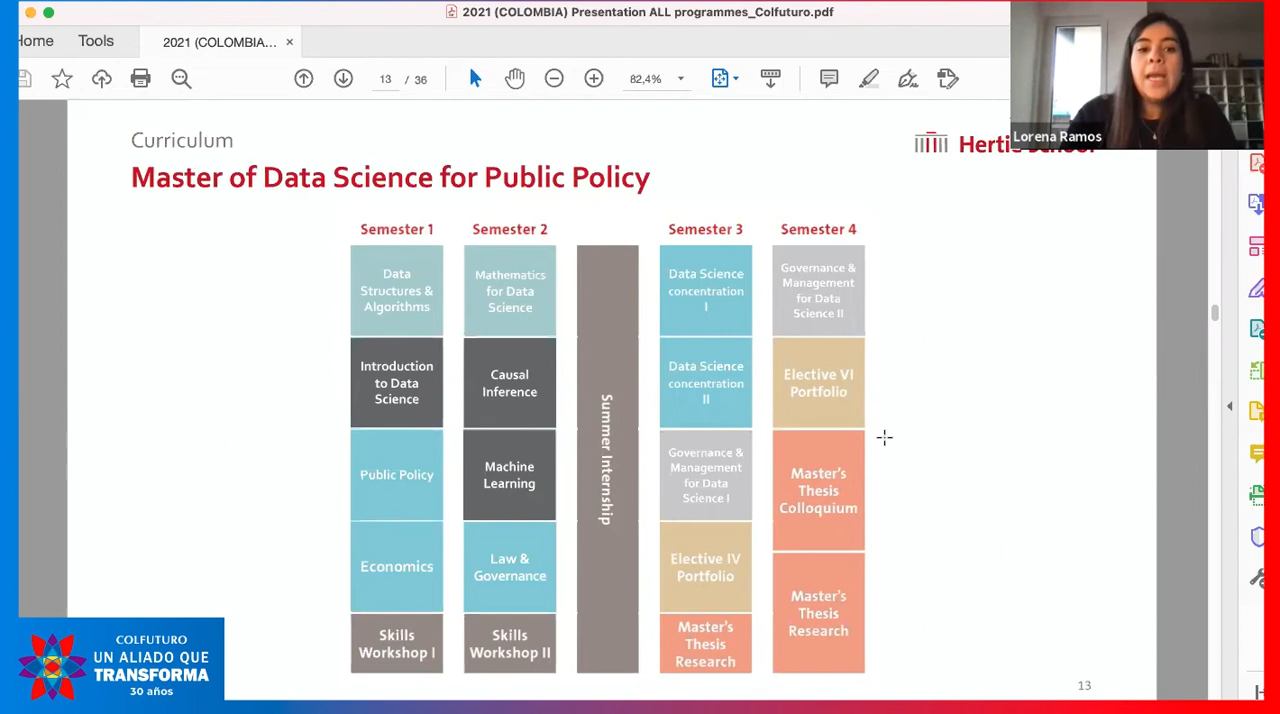 2021 (COLOMBIA) Presentation ALL programmes_Colfuturo.pdf
Home
Tools
2021 (COLOMBIA...
×
13 / 36
82,4%
Lorena Ramos
Curriculum
Master of Data Science for Public Policy
Hertie School
Semester 1
Semester 2
Semester 3
Semester 4
Data
Structures &
Algorithms
Mathematics
for Data
Science
Data Science
concentration
I
Governance &
Management
for Data
Science II
Introduction
to Data
Science
Causal
Inference
Data Science
concentration
II
Elective VI
Portfolio
Public Policy
Machine
Learning
Summer Internship
Governance &
Management
for Data
Science I
Master's
Thesis
Colloquium
Economics
Law &
Governance
Elective IV
Portfolio
Master's
Thesis
Research
Skills
Workshop I
Skills
Workshop II
Master's
Thesis
Research
13
COLFUTURO
UN ALIADO QUE
TRANSFORMA
30 años